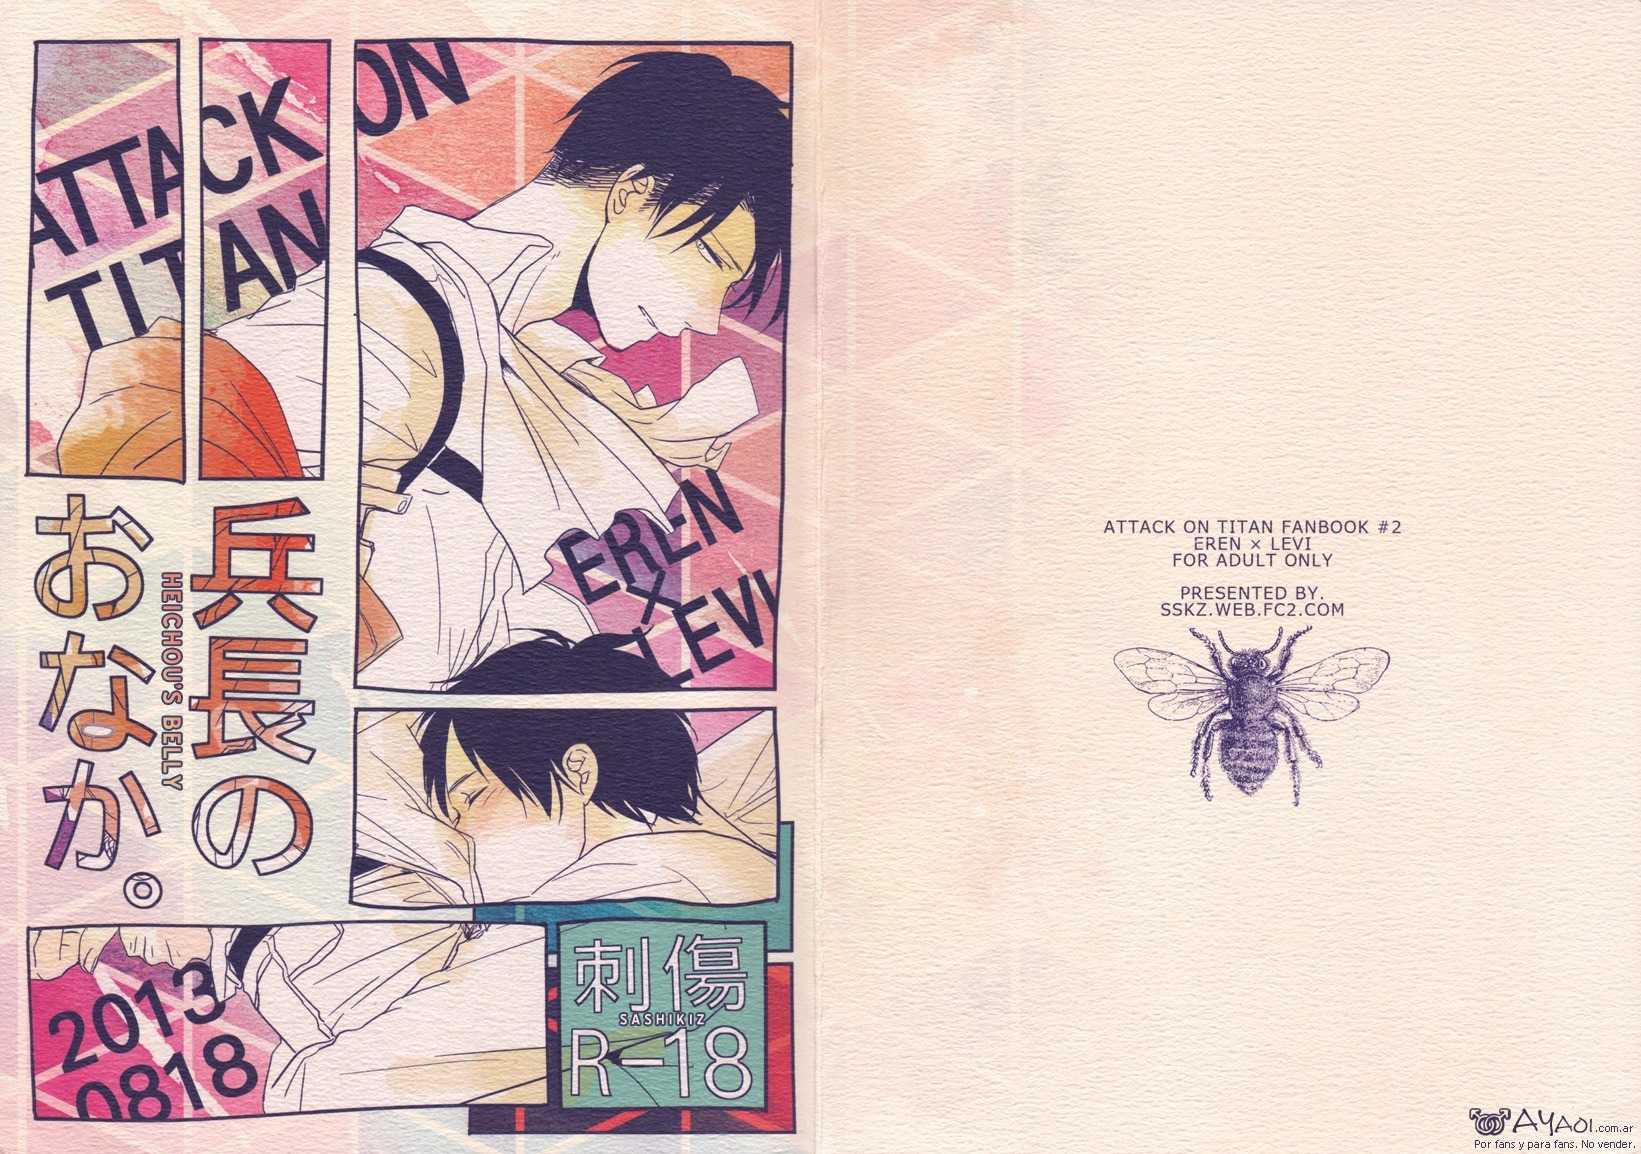 ATTACK ON
TITAN
EREN
×
LEVI
兵長の
おなか。
HEICHOU'S BELLY
2013
0818
刺傷
SASHIKIZ
R-18
ATTACK ON TITAN FANBOOK #2
EREN × LEVI
FOR ADULT ONLY
PRESENTED BY.
SSKZ.WEB.FC2.COM
AYAOI.com.ar
Por fans y para fans. No vender.